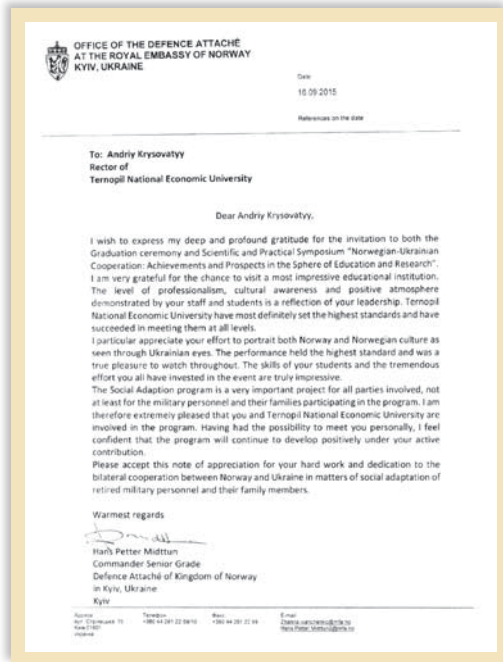 OFFICE OF THE DEFENCE ATTACHÉ
AT THE ROYAL EMBASSY OF NORWAY
KYIV, UKRAINE
Date
16.09.2015
References on the date
To: Andriy Krysovatyy
Rector of
Ternopil National Economic University
Dear Andriy Krysovatyy,
I wish to express my deep and profound gratitude for the invitation to both the
Graduation ceremony and Scientific and Practical Symposium "Norwegian-Ukrainian
Cooperation: Achievements and Prospects in the Sphere of Education and Research".
I am very grateful for the chance to visit a most impressive educational institution.
The level of professionalism, cultural awareness and positive atmosphere
demonstrated by your staff and students is a reflection of your leadership. Ternopil
National Economic University have most definitely set the highest standards and have
succeeded in meeting them at all levels.
I particular appreciate your effort to portrait both Norway and Norwegian culture as
seen through Ukrainian eyes. The performance held the highest standard and was a
true pleasure to watch throughout. The skills of your students and the tremendous
effort you all have invested in the event are truly impressive.
The Social Adaption program is a very important project for all parties involved, not
at least for the military personnel and their families participating in the program. I am
therefore extremely pleased that you and Ternopil National Economic University are
involved in the program. Having had the possibility to meet you personally, I feel
confident that the program will continue to develop positively under your active
contribution.
Please accept this note of appreciation for your hard work and dedication to the
bilateral cooperation between Norway and Ukraine in matters of social adaptation of
retired military personnel and their family members.
Warmest regards
Hans Petter Midttun
Commander Senior Grade
Defence Attaché of Kingdom of Norway
in Kyiv, Ukraine
Kyiv
E-mail